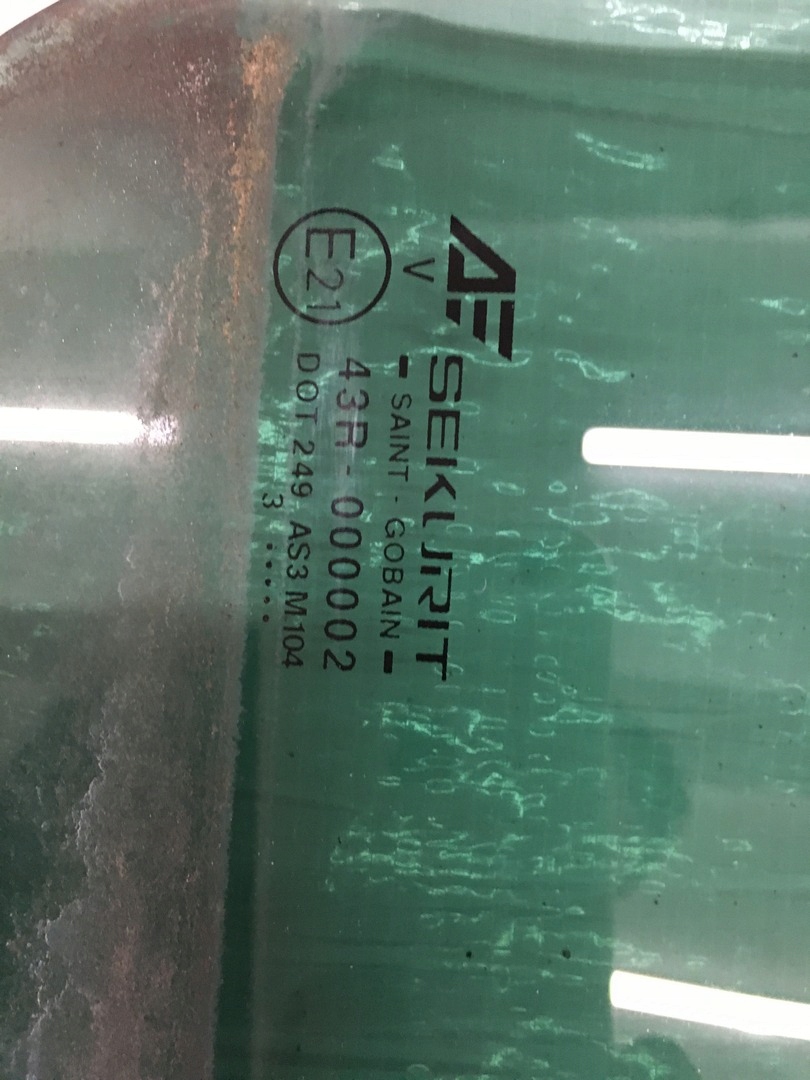 SEKURIT
SAINT - GOBAIN
V
E21
43R - 000002
DOT 249 AS3 M104
3 .....